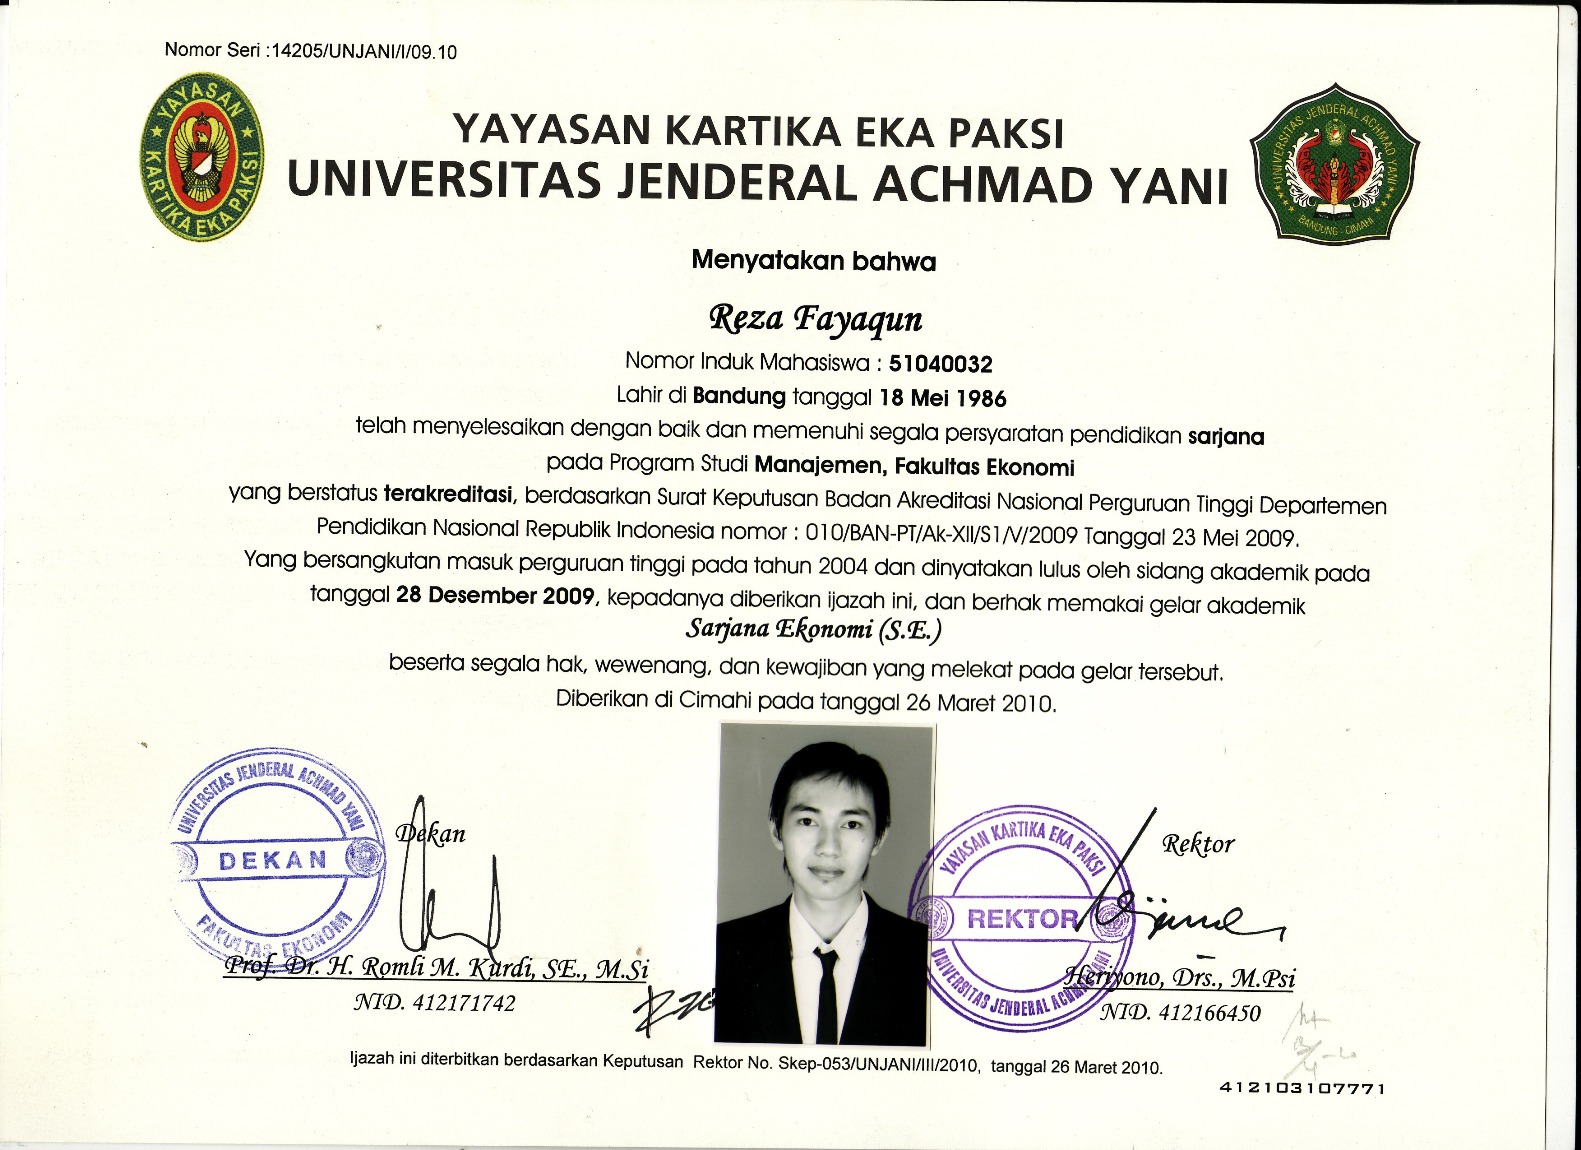 Nomor Seri :14205/UNJANI/I/09.10
YAYASAN KARTIKA EKA PAKSI
YAYASAN KARTIKA EKA PAKSI
UNIVERSITAS JENDERAL ACHMAD YANI
UNIVERSITAS JENDERAL ACHMAD YANI
BANDUNG - CIMAHI
Menyatakan bahwa
Reza Fayaqun
Nomor Induk Mahasiswa : 51040032
Lahir di Bandung tanggal 18 Mei 1986
telah menyelesaikan dengan baik dan memenuhi segala persyaratan pendidikan sarjana
pada Program Studi Manajemen, Fakultas Ekonomi
yang berstatus terakreditasi, berdasarkan Surat Keputusan Badan Akreditasi Nasional Perguruan Tinggi Departemen
Pendidikan Nasional Republik Indonesia nomor : 010/BAN-PT/Ak-XII/S1/V/2009 Tanggal 23 Mei 2009.
Yang bersangkutan masuk perguruan tinggi pada tahun 2004 dan dinyatakan lulus oleh sidang akademik pada
tanggal 28 Desember 2009, kepadanya diberikan ijazah ini, dan berhak memakai gelar akademik
Sarjana Ekonomi (S.E.)
beserta segala hak, wewenang, dan kewajiban yang melekat pada gelar tersebut.
Diberikan di Cimahi pada tanggal 26 Maret 2010.
UNIVERSITAS JENDERAL ACHMAD YANI
DEKAN
FAKULTAS EKONOMI
Dekan
Prof. Dr. H. Romli M. Kurdi, SE., M.Si
NID. 412171742
YAYASAN KARTIKA EKA PAKSI
REKTOR
UNIVERSITAS JENDERAL ACHMAD YANI
Rektor
Heriyono, Drs., M.Psi
NID. 412166450
Ijazah ini diterbitkan berdasarkan Keputusan Rektor No. Skep-053/UNJANI/III/2010, tanggal 26 Maret 2010.
412103107771